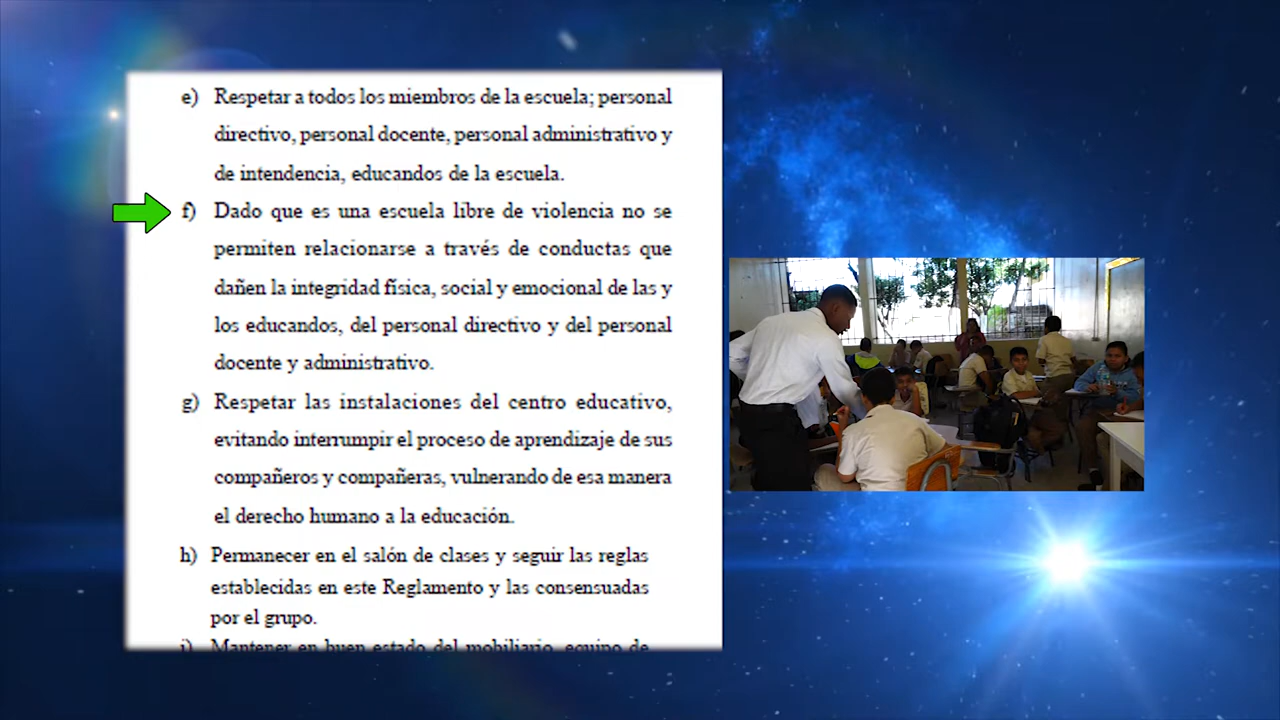 e) Respetar a todos los miembros de la escuela; personal
directivo, personal docente, personal administrativo y
de intendencia, educandos de la escuela.
f) Dado que es una escuela libre de violencia no se
permiten relacionarse a través de conductas que
dañen la integridad física, social y emocional de las y
los educandos, del personal directivo y del personal
docente y administrativo.
g) Respetar las instalaciones del centro educativo,
evitando interrumpir el proceso de aprendizaje de sus
compañeros y compañeras, vulnerando de esa manera
el derecho humano a la educación.
h) Permanecer en el salón de clases y seguir las reglas
establecidas en este Reglamento y las consensuadas
por el grupo.
i) Mantener en buen estado del mobiliario, equipo de